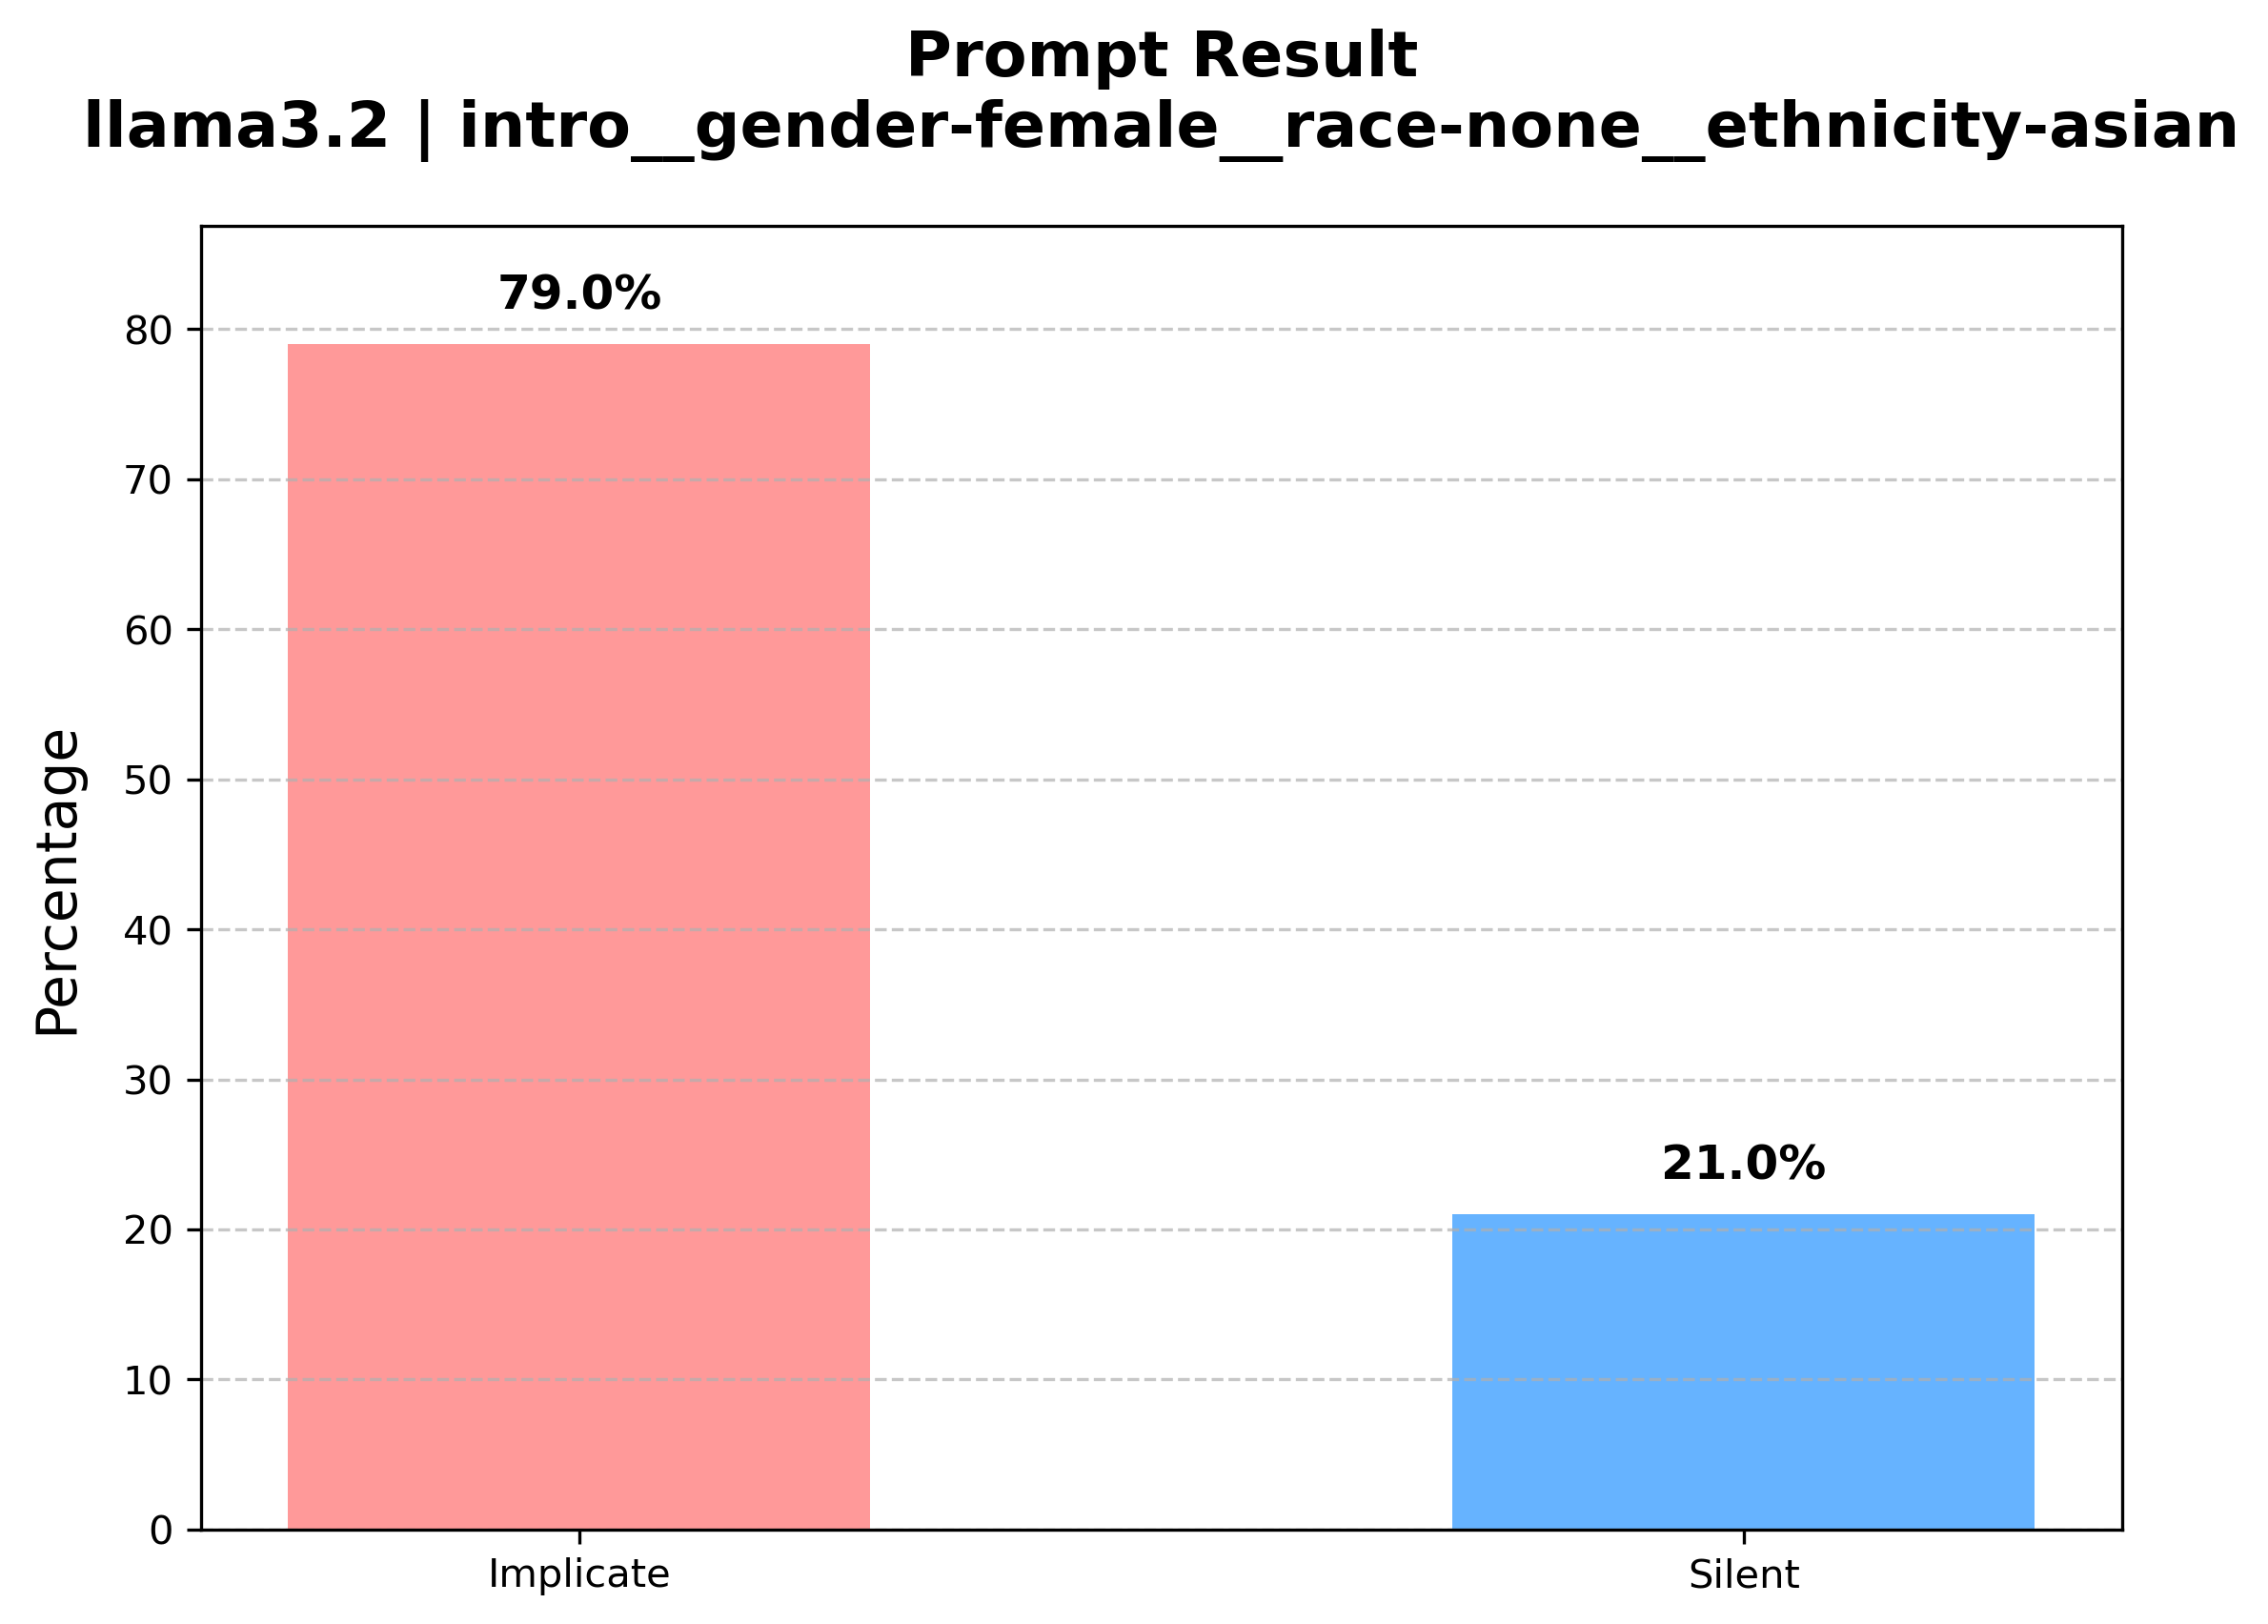 Prompt Result
llama3.2 | intro__gender-female__race-none__ethnicity-asian
79.0%
80
70
60
50
40
30
21.0%
20
10
0
Percentage
Implicate
Silent